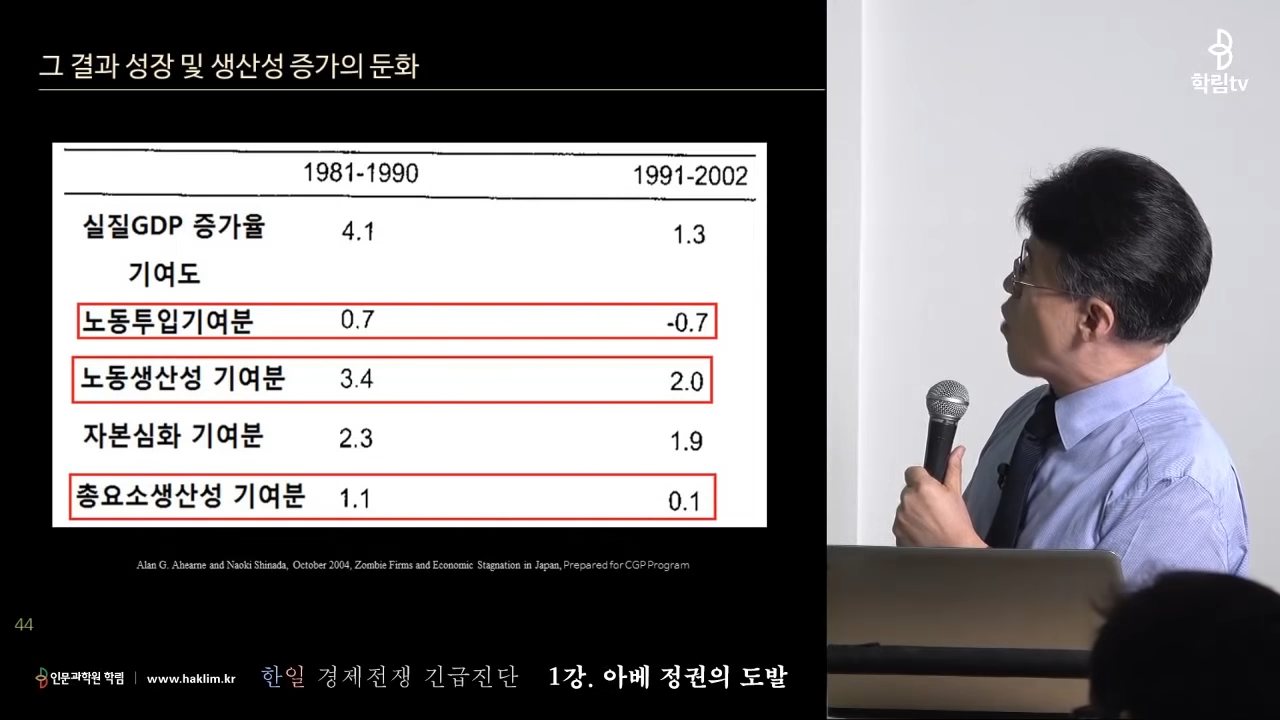 그 결과 성장 및 생산성 증가의 둔화
학림tv
1981-1990 1991-2002
실질GDP 증가율 4.1 1.3
기여도
노동투입기여분 0.7 -0.7
노동생산성 기여분 3.4 2.0
자본심화 기여분 2.3 1.9
총요소생산성 기여분 1.1 0.1
Alan G. Ahearne and Naoki Shinada, October 2004, Zombie Firms and Economic Stagnation in Japan, Prepared for CGP Program
44
인문과학원 학림 | www.haklim.kr 한일 경제전쟁 긴급진단 1강. 아베 정권의 도발